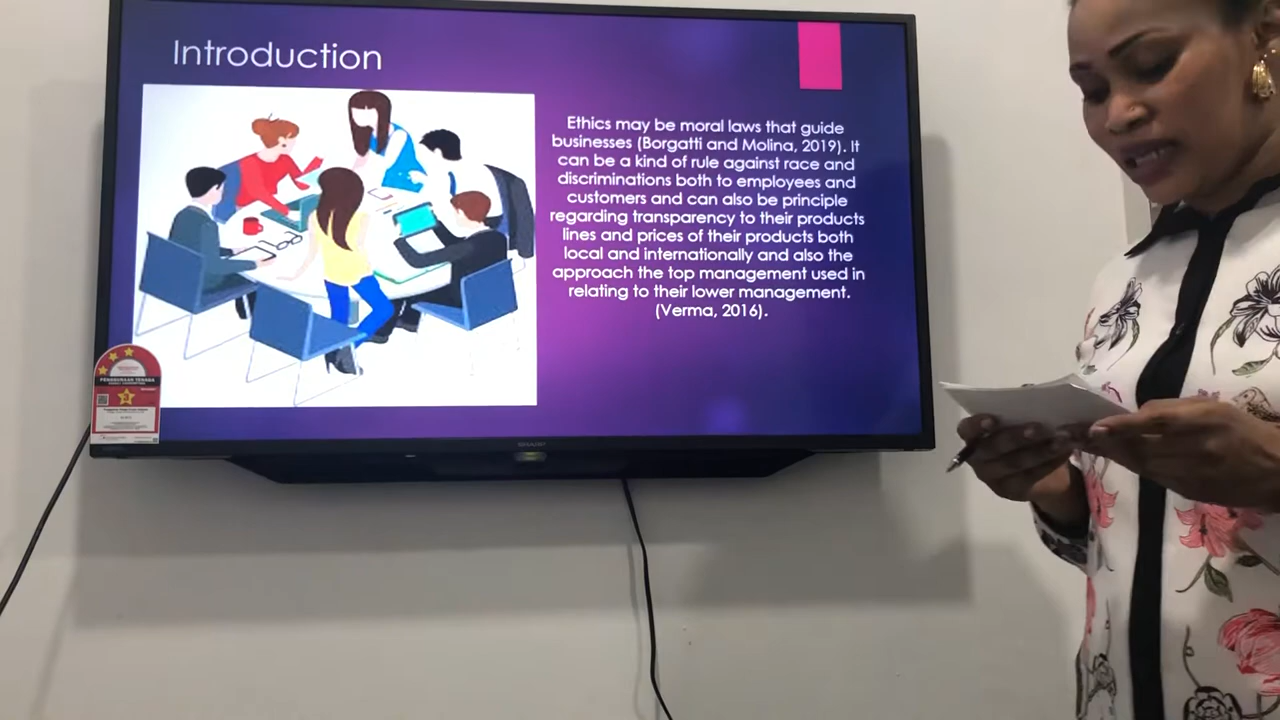 Introduction
Ethics may be moral laws that guide
businesses (Borgatti and Molina, 2019). It
can be a kind of rule against race and
discriminations both to employees and
customers and can also be principle
regarding transparency to their products
lines and prices of their products both
local and internationally and also the
approach the top management used in
relating to their lower management.
(Verma, 2016).
PENGGUNAAN TENAGA
SHARP